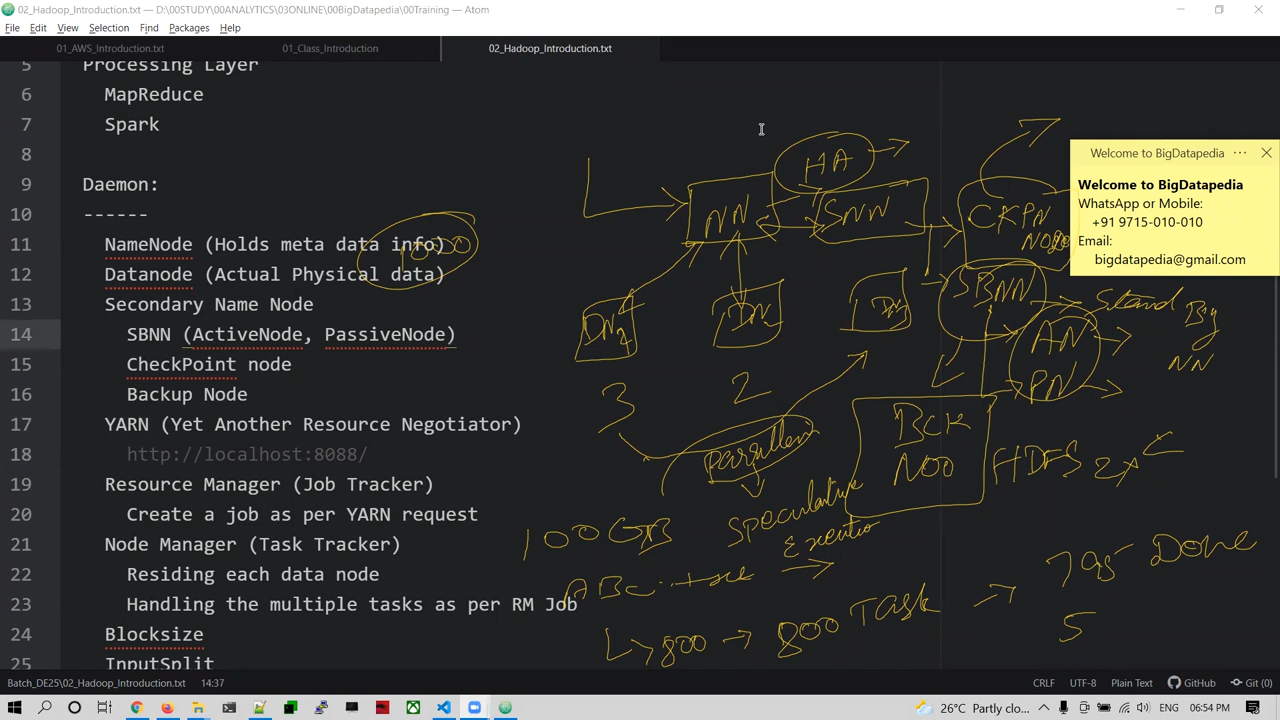 02_Hadoop_Introduction.txt — D:\00STUDY\00ANALYTICS\03ONLINE\00BigDatapedia\00Training — Atom
File Edit View Selection Find Packages Help
01_AWS_Introduction.txt 01_Class_Introduction 02_Hadoop_Introduction.txt
5 Processing Layer
6 MapReduce
7 Spark
8
9 Daemon:
10 ------
11 NameNode (Holds meta data info)
12 Datanode (Actual Physical data)
13 Secondary Name Node
14 SBNN (ActiveNode, PassiveNode)
15 CheckPoint node
16 Backup Node
17 YARN (Yet Another Resource Negotiator)
18 http://localhost:8088/
19 Resource Manager (Job Tracker)
20 Create a job as per YARN request
21 Node Manager (Task Tracker)
22 Residing each data node
23 Handling the multiple tasks as per RM Job
24 Blocksize
25 InputSplit
HA
NN SNN CKPN
SBNN
Stand By
NN
AN
PN
DN DN DN
3 2
parallel
BCK
HDFS 2x
100GB Speculative
Executio
800 → 800 Task
795 Done
5
Welcome to BigDatapedia
Welcome to BigDatapedia
WhatsApp or Mobile:
+91 9715-010-010
Email:
bigdatapedia@gmail.com
Batch_DE25\02_Hadoop_Introduction.txt 14:37 CRLF UTF-8 Plain Text GitHub Git (0)
26°C Partly clo... 06:54 PM